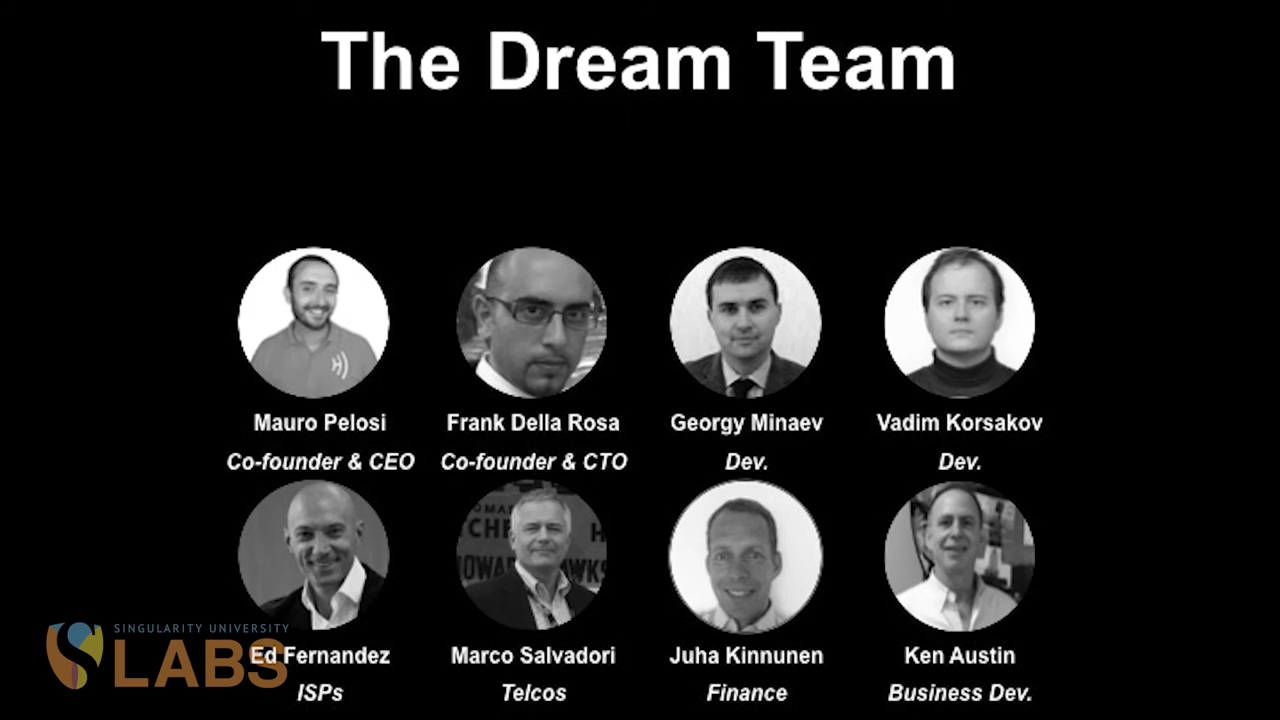 The Dream Team
Mauro Pelosi
Frank Della Rosa
Georgy Minaev
Vadim Korsakov
Co-founder & CEO
Co-founder & CTO
Dev.
Dev.
SINGULARITY UNIVERSITY
LABS
Ed Fernandez
Marco Salvadori
Juha Kinnunen
Ken Austin
ISPs
Telcos
Finance
Business Dev.